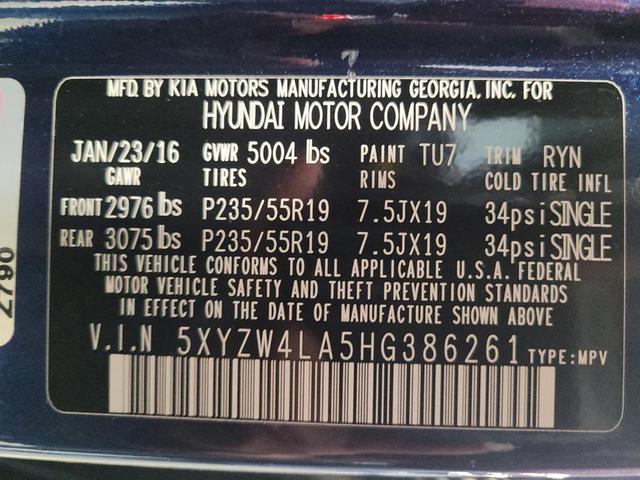 MFD. BY KIA MOTORS MANUFACTURING GEORGIA, INC. FOR
HYUNDAI MOTOR COMPANY
JAN/23/16 GVWR 5004 lbs PAINT TU7 TRIM RYN
GAWR TIRES RIMS COLD TIRE INFL
FRONT 2976 lbs P235/55R19 7.5JX19 34psi SINGLE
REAR 3075 lbs P235/55R19 7.5JX19 34psi SINGLE
THIS VEHICLE CONFORMS TO ALL APPLICABLE U.S.A. FEDERAL
MOTOR VEHICLE SAFETY AND THEFT PREVENTION STANDARDS
IN EFFECT ON THE DATE OF MANUFACTURE SHOWN ABOVE
V.I.N 5XYZW4LA5HG386261 TYPE:MPV
2790